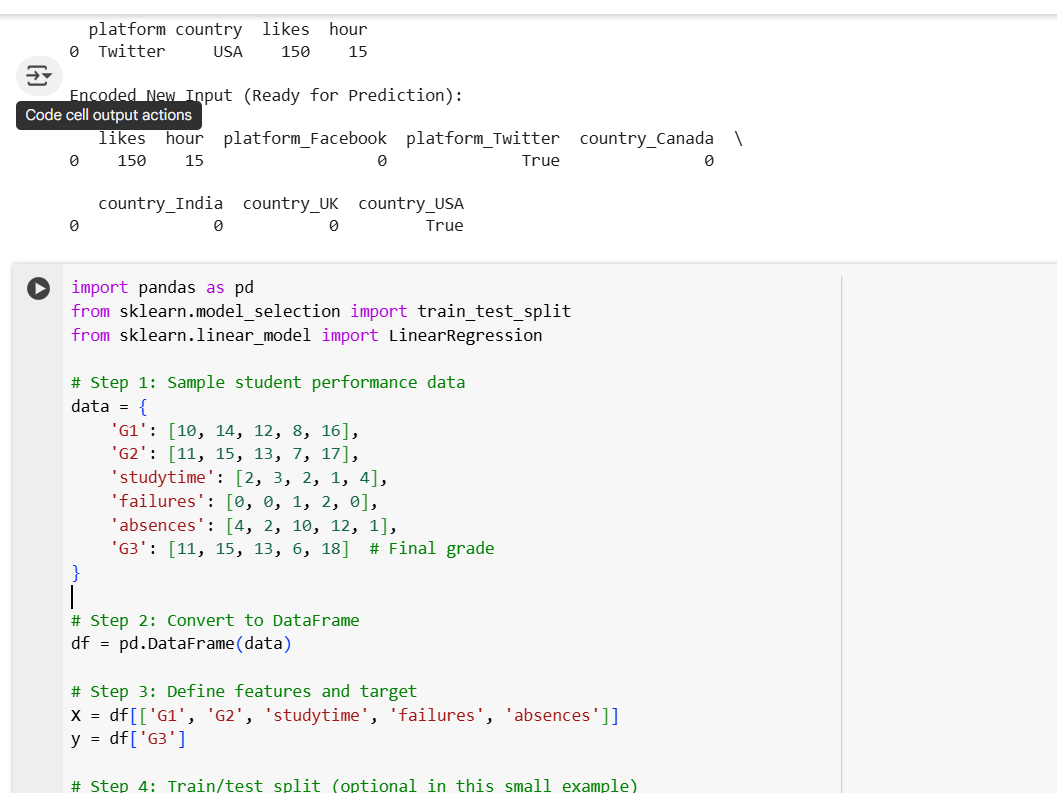 platform country  likes  hour
0  Twitter     USA    150    15
Encoded New Input (Ready for Prediction):
Code cell output actions
   likes  hour  platform_Facebook  platform_Twitter  country_Canada  \
0    150    15                  0              True               0
   country_India  country_UK  country_USA
0              0           0         True
import pandas as pd
from sklearn.model_selection import train_test_split
from sklearn.linear_model import LinearRegression
# Step 1: Sample student performance data
data = {
    'G1': [10, 14, 12, 8, 16],
    'G2': [11, 15, 13, 7, 17],
    'studytime': [2, 3, 2, 1, 4],
    'failures': [0, 0, 1, 2, 0],
    'absences': [4, 2, 10, 12, 1],
    'G3': [11, 15, 13, 6, 18]  # Final grade
}
# Step 2: Convert to DataFrame
df = pd.DataFrame(data)
# Step 3: Define features and target
X = df[['G1', 'G2', 'studytime', 'failures', 'absences']]
y = df['G3']
# Step 4: Train/test split (optional in this small example)